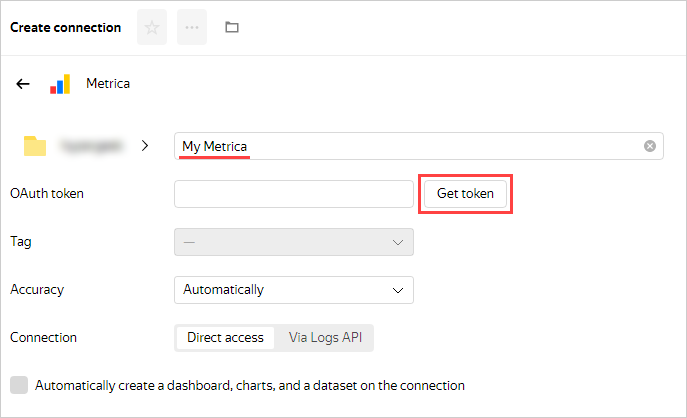 Create connection
Metrica
My Metrica
OAuth token Get token
Tag —
Accuracy Automatically
Connection Direct access Via Logs API
Automatically create a dashboard, charts, and a dataset on the connection